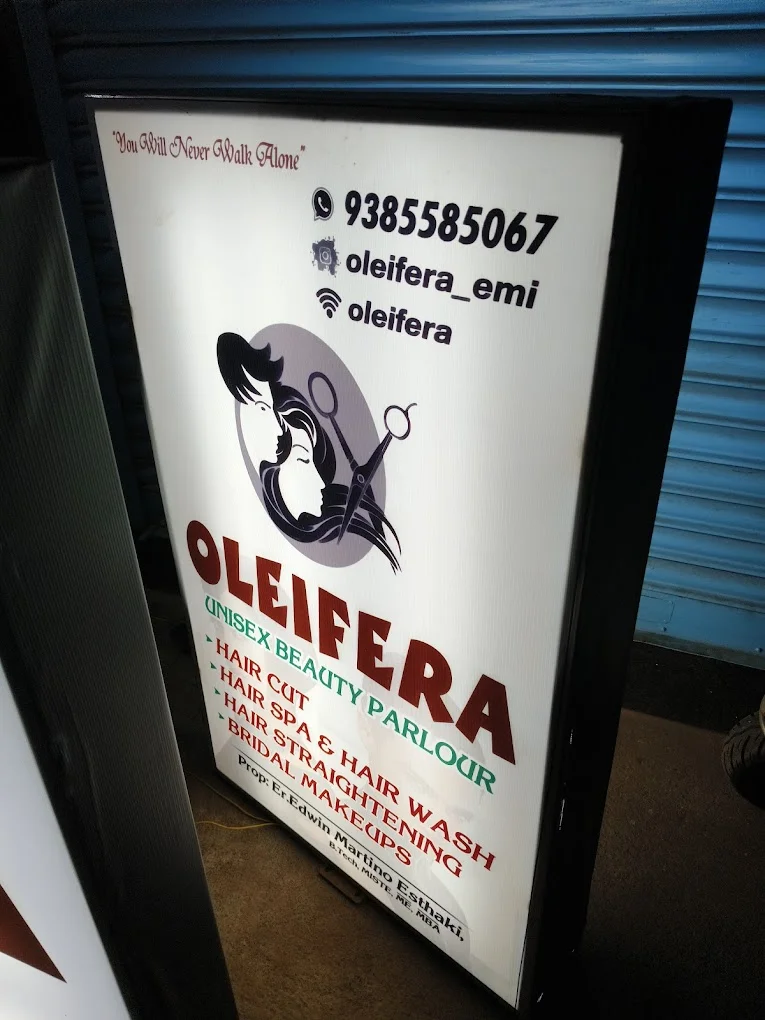 "You Will Never Walk Alone"
9385585067
oleifera_emi
oleifera
OLEIFERA
UNISEX BEAUTY PARLOUR
HAIR CUT
HAIR SPA & HAIR WASH
HAIR STRAIGHTENING
BRIDAL MAKEUPS
Prop: Er.Edwin Martino Esthaki,
B.Tech, MISTE, ME, MBA